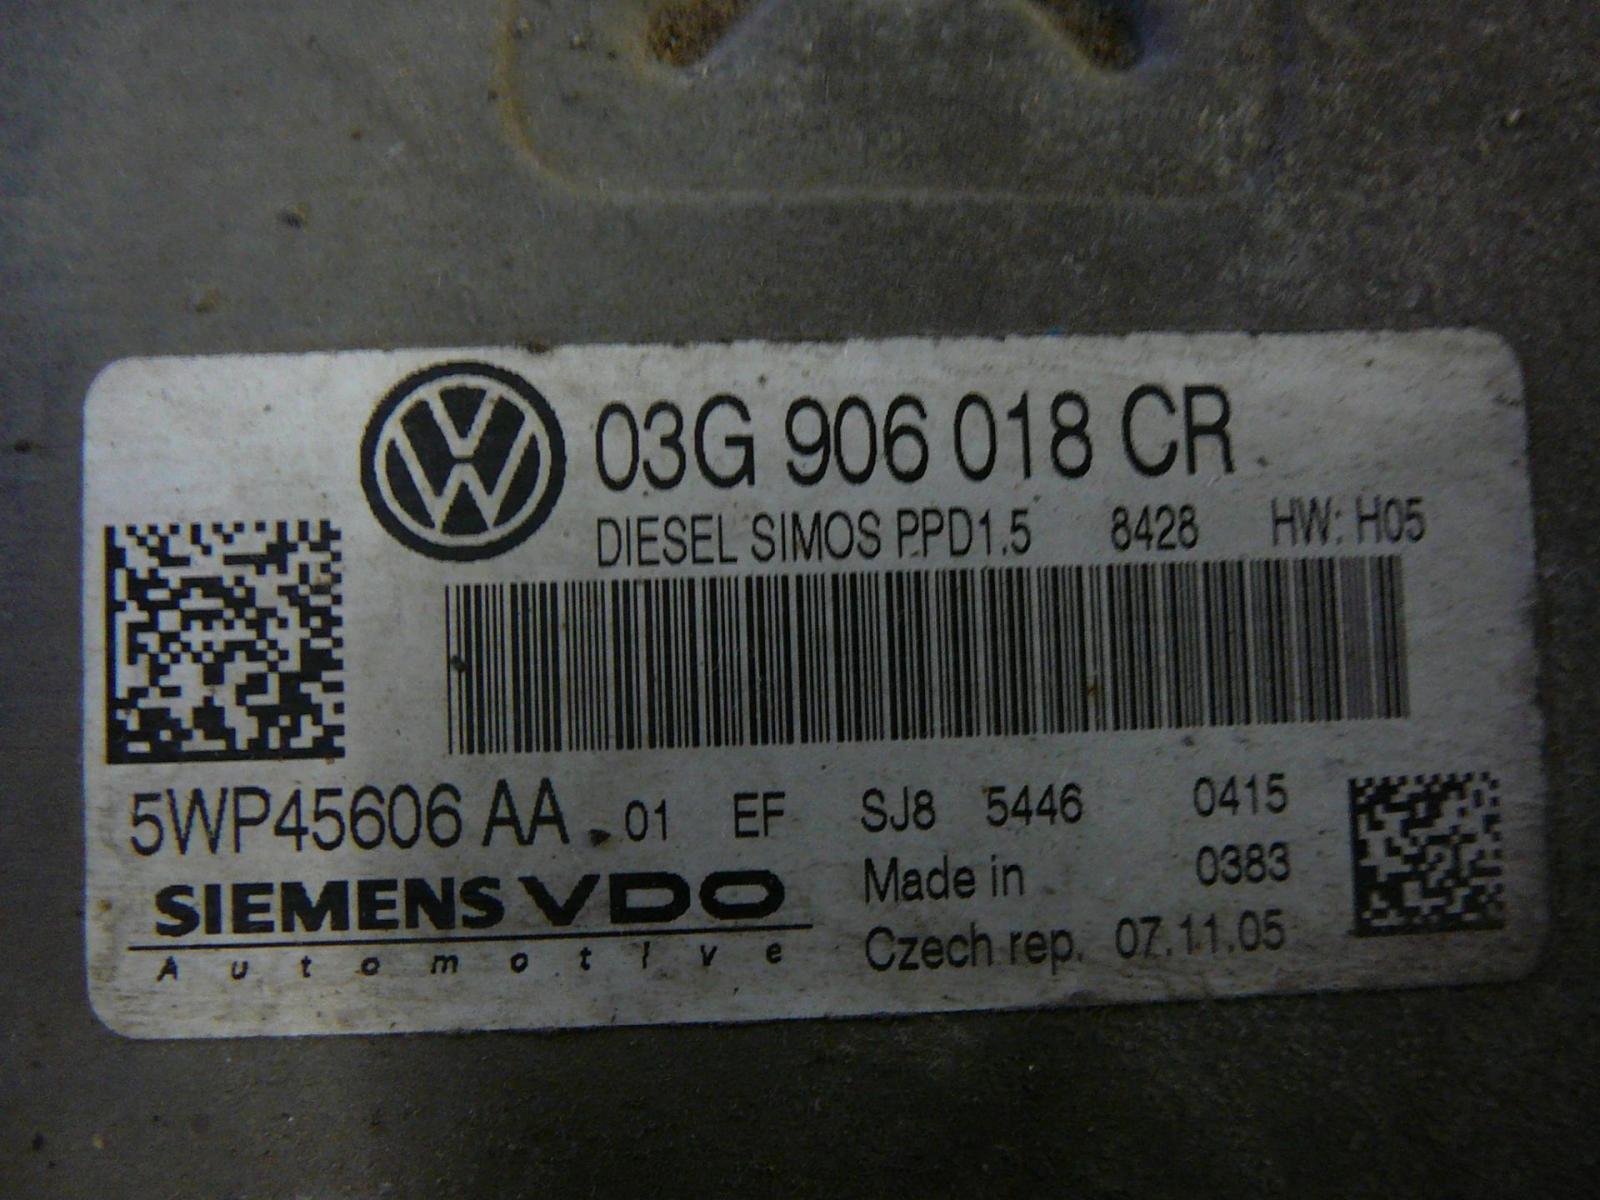 03G 906 018 CR
DIESEL SIMOS PPD1.5 8428 HW: H05
5WP45606 AA 01 EF SJ8 5446 0415
SIEMENS VDO Made in 0383
Automotive Czech rep. 07.11.05